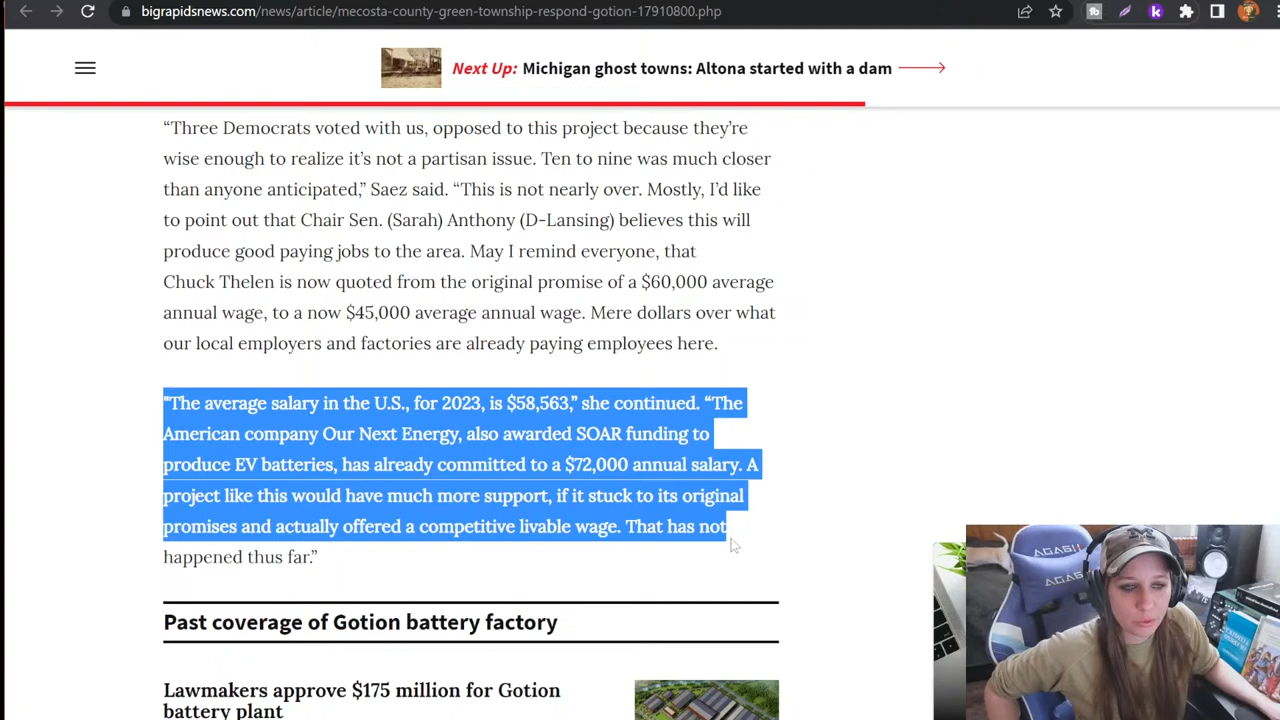 bigrapidsnews.com/news/article/mecosta-county-green-township-respond-gotion-17910800.php
Next Up: Michigan ghost towns: Altona started with a dam
“Three Democrats voted with us, opposed to this project because they’re
wise enough to realize it’s not a partisan issue. Ten to nine was much closer
than anyone anticipated,” Saez said. “This is not nearly over. Mostly, I’d like
to point out that Chair Sen. (Sarah) Anthony (D-Lansing) believes this will
produce good paying jobs to the area. May I remind everyone, that
Chuck Thelen is now quoted from the original promise of a $60,000 average
annual wage, to a now $45,000 average annual wage. Mere dollars over what
our local employers and factories are already paying employees here.
"The average salary in the U.S., for 2023, is $58,563,” she continued. “The
American company Our Next Energy, also awarded SOAR funding to
produce EV batteries, has already committed to a $72,000 annual salary. A
project like this would have much more support, if it stuck to its original
promises and actually offered a competitive livable wage. That has not
happened thus far.”
Past coverage of Gotion battery factory
Lawmakers approve $175 million for Gotion
battery plant